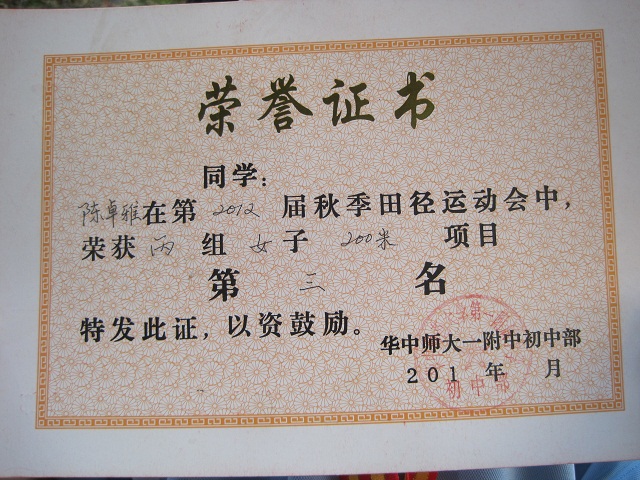 荣誉证书
同学：
陈卓雅在第 2012 届秋季田径运动会中，
荣获 丙 组 女 子 200米 项目
第 三 名
特发此证，以资鼓励。
华中师大一附中初中部
201 年 月
初中部